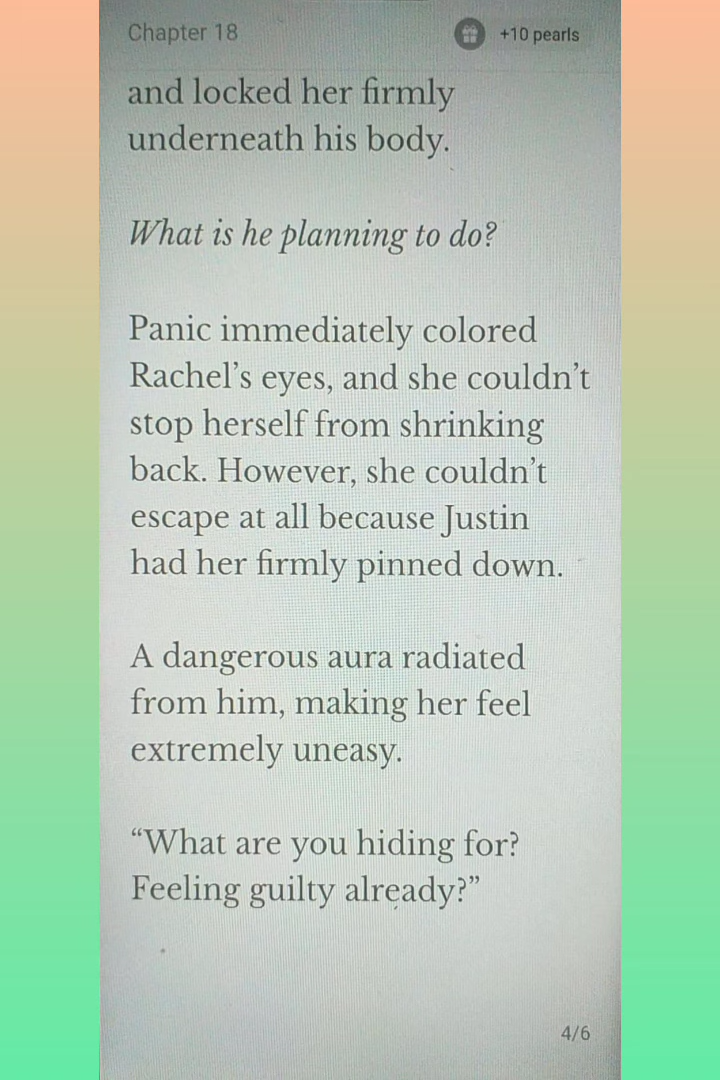 Chapter 18
+10 pearls
and locked her firmly
underneath his body.
What is he planning to do?
Panic immediately colored
Rachel’s eyes, and she couldn’t
stop herself from shrinking
back. However, she couldn’t
escape at all because Justin
had her firmly pinned down.
A dangerous aura radiated
from him, making her feel
extremely uneasy.
“What are you hiding for?
Feeling guilty already?”
4/6